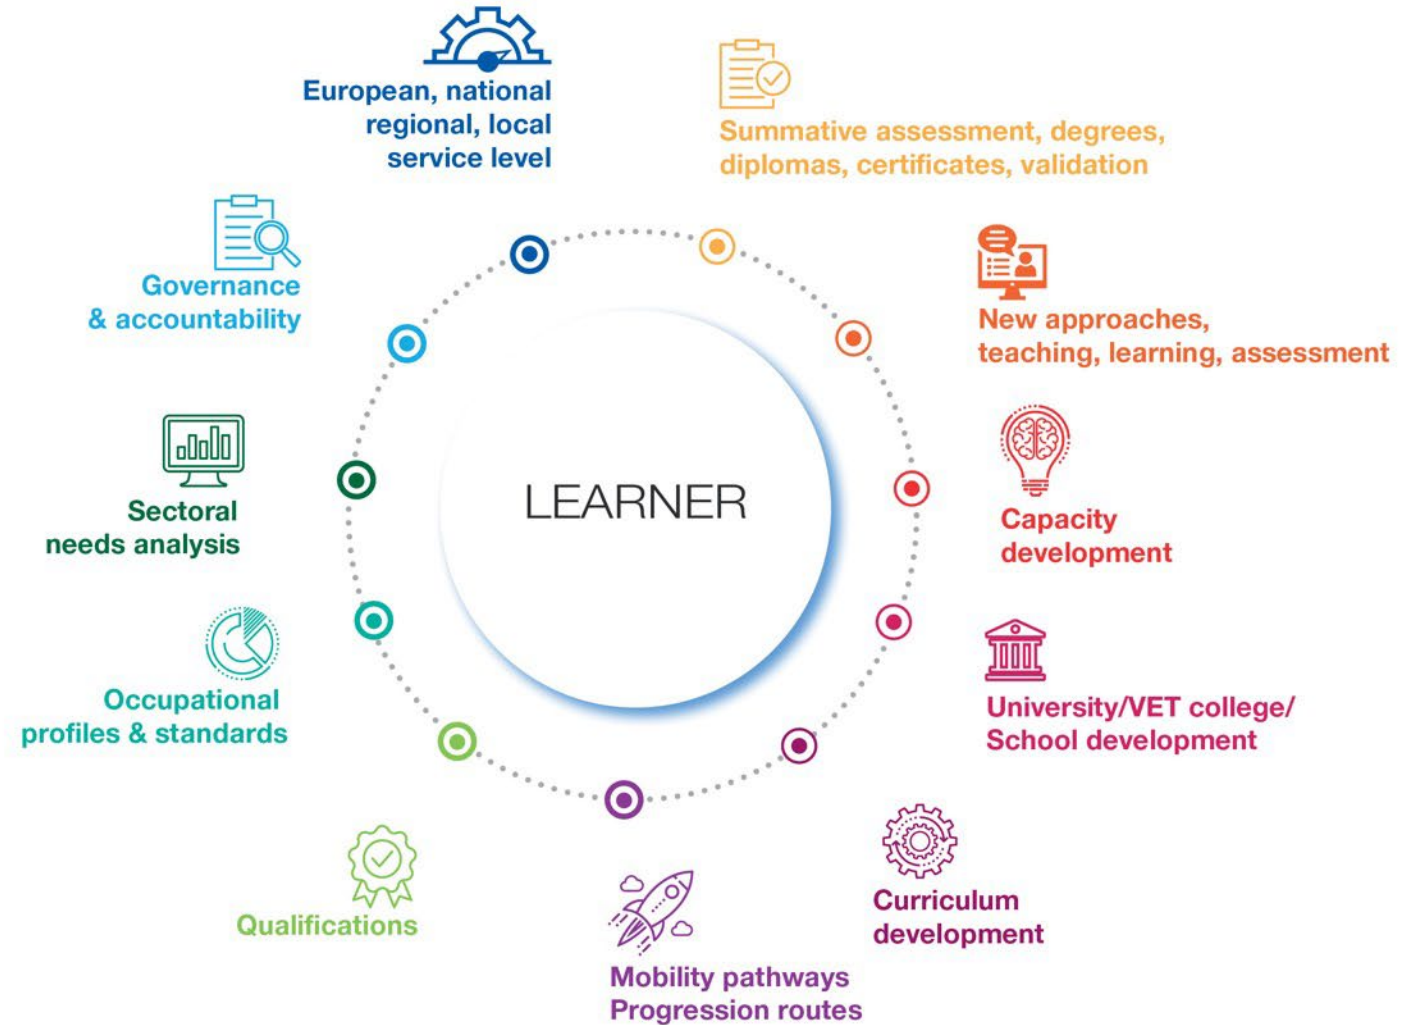 European, national
regional, local
service level
Summative assessment, degrees,
diplomas, certificates, validation
Governance
& accountability
New approaches,
teaching, learning, assessment
Sectoral
needs analysis
LEARNER
Capacity
development
Occupational
profiles & standards
University/VET college/
School development
Qualifications
Curriculum
development
Mobility pathways
Progression routes